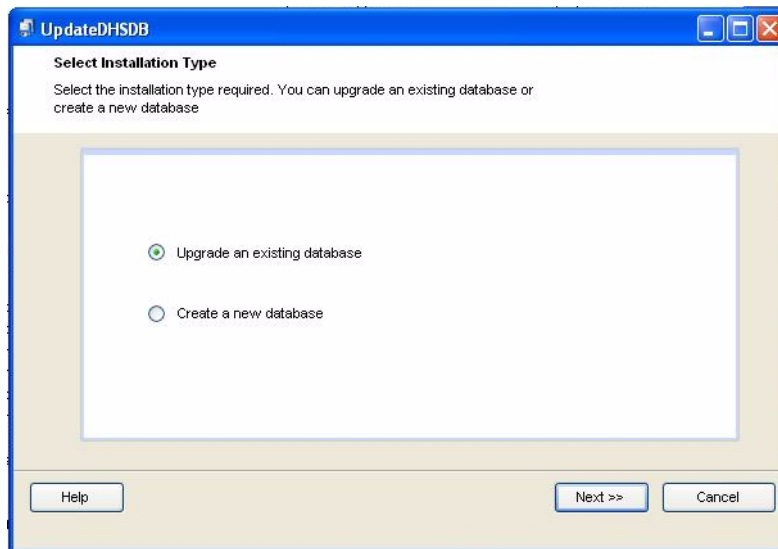 UpdateDHSDB
Select Installation Type
Select the installation type required. You can upgrade an existing database or
create a new database
Upgrade an existing database
Create a new database
Help
Next >>
Cancel